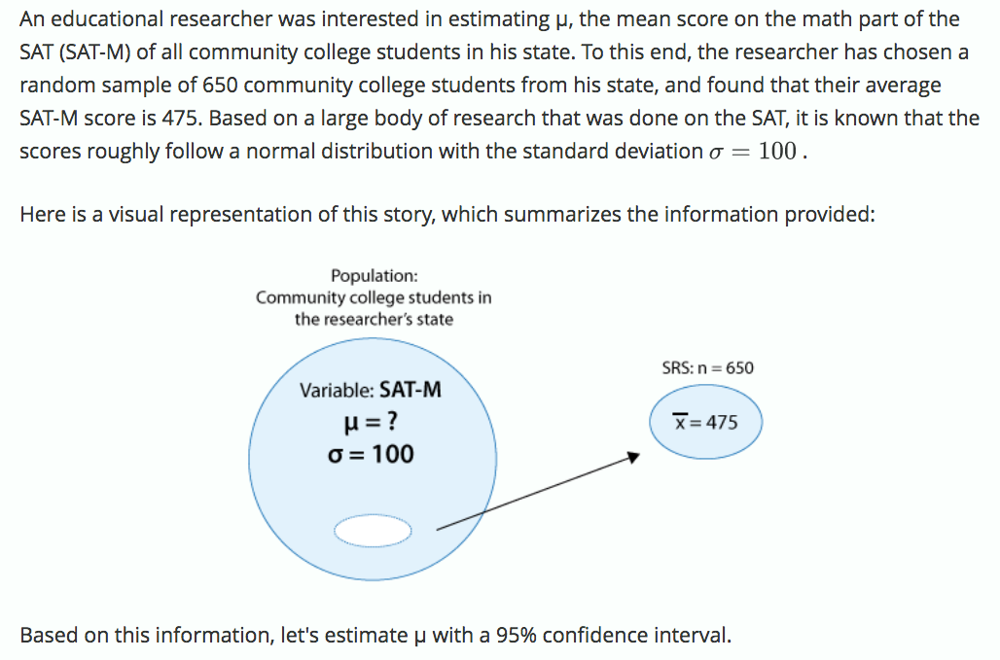 An educational researcher was interested in estimating μ, the mean score on the math part of the
SAT (SAT-M) of all community college students in his state. To this end, the researcher has chosen a
random sample of 650 community college students from his state, and found that their average
SAT-M score is 475. Based on a large body of research that was done on the SAT, it is known that the
scores roughly follow a normal distribution with the standard deviation σ = 100 .
Here is a visual representation of this story, which summarizes the information provided:
Population:
Community college students in
the researcher's state
Variable: SAT-M
μ = ?
σ = 100
SRS: n = 650
x̅ = 475
Based on this information, let's estimate μ with a 95% confidence interval.